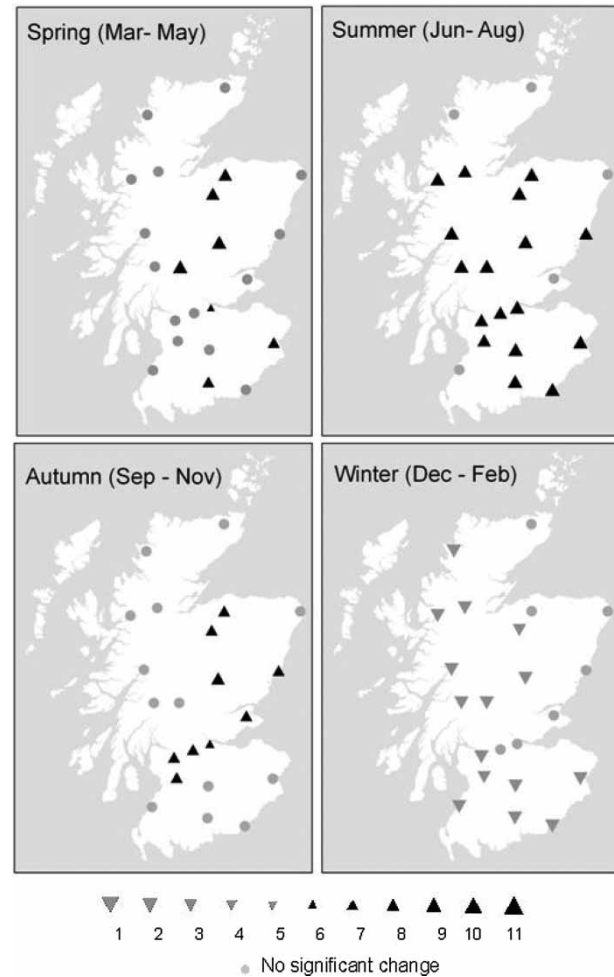 Spring (Mar- May)
Summer (Jun- Aug)
Autumn (Sep - Nov)
Winter (Dec - Feb)
1 2 3 4 5 6 7 8 9 10 11
No significant change